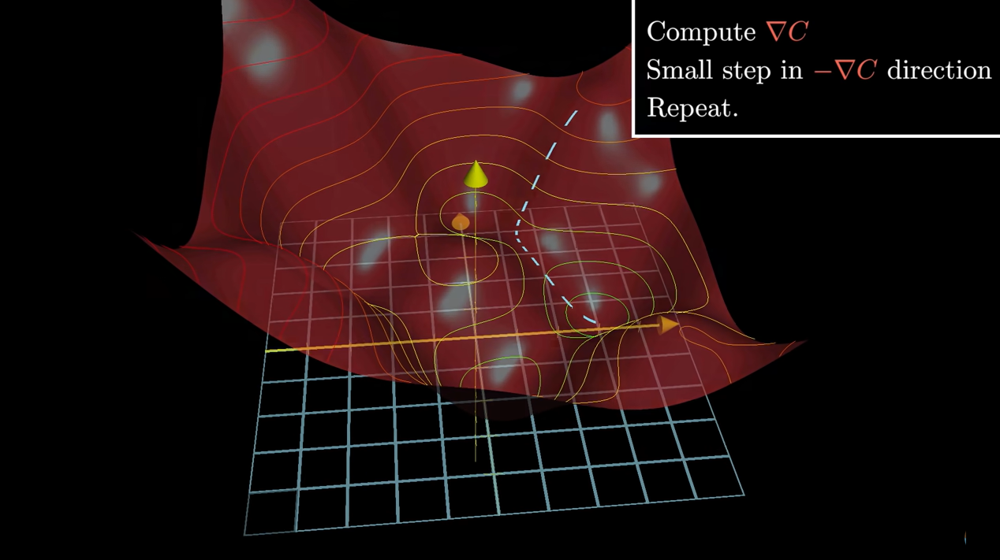 Compute ∇C
Small step in −∇C direction
Repeat.